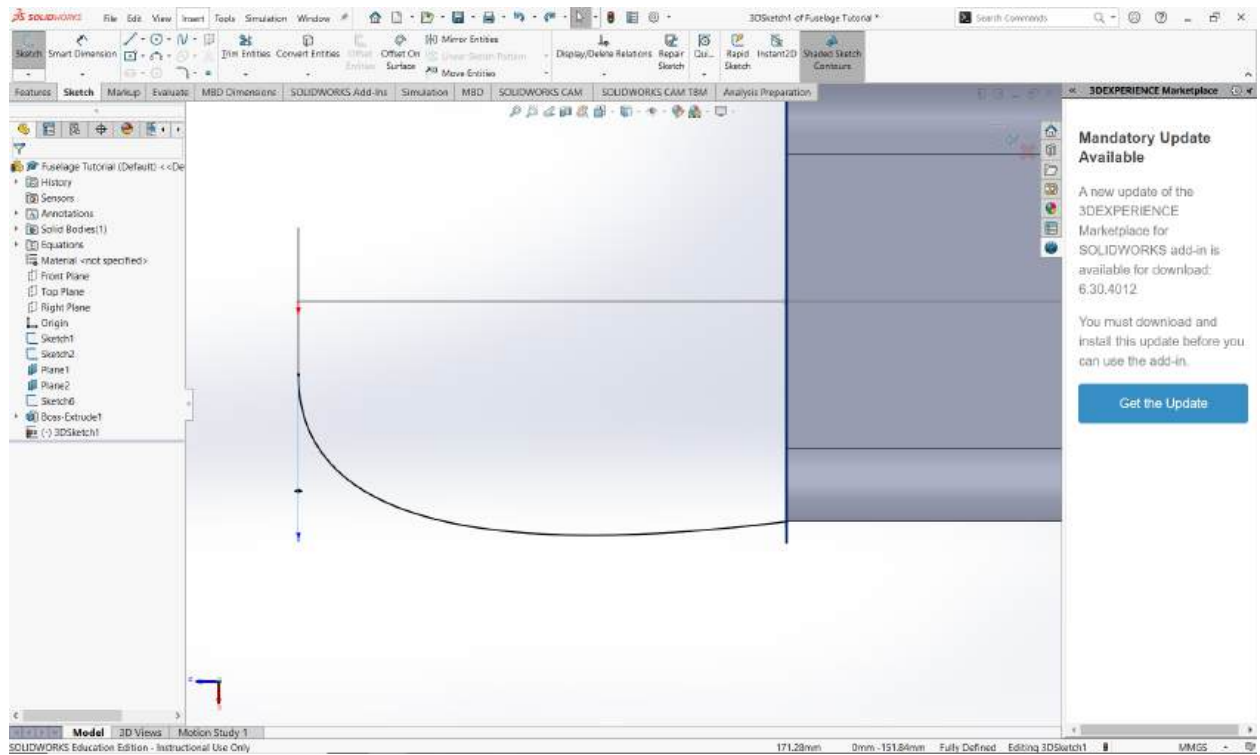 SOLIDWORKS File Edit View Insert Tools Simulation Window 3DSketch1 of Fuselage Tutorial * Search Commands
Sketch Smart Dimension Trim Entities Convert Entities Offset Entities Offset On Surface Mirror Entities Linear Sketch Pattern Move Entities Display/Delete Relations Repair Sketch Qui... Rapid Sketch Instant2D Shaded Sketch Contours
Features Sketch Markup Evaluate MBD Dimensions SOLIDWORKS Add-Ins Simulation MBD SOLIDWORKS CAM SOLIDWORKS CAM TBM Analysis Preparation
3DEXPERIENCE Marketplace
Fuselage Tutorial (Default) <<De
History
Sensors
Annotations
Solid Bodies(1)
Equations
Material <not specified>
Front Plane
Top Plane
Right Plane
Origin
Sketch1
Sketch2
Plane1
Plane2
Sketch6
Boss-Extrude1
(-) 3DSketch1
Mandatory Update
Available
A new update of the
3DEXPERIENCE
Marketplace for
SOLIDWORKS add-in is
available for download:
6.30.4012
You must download and
install this update before you
can use the add-in.
Get the Update
Model 3D Views Motion Study 1
SOLIDWORKS Education Edition - Instructional Use Only 171.28mm 0mm -151.84mm Fully Defined Editing 3DSketch1 MMGS